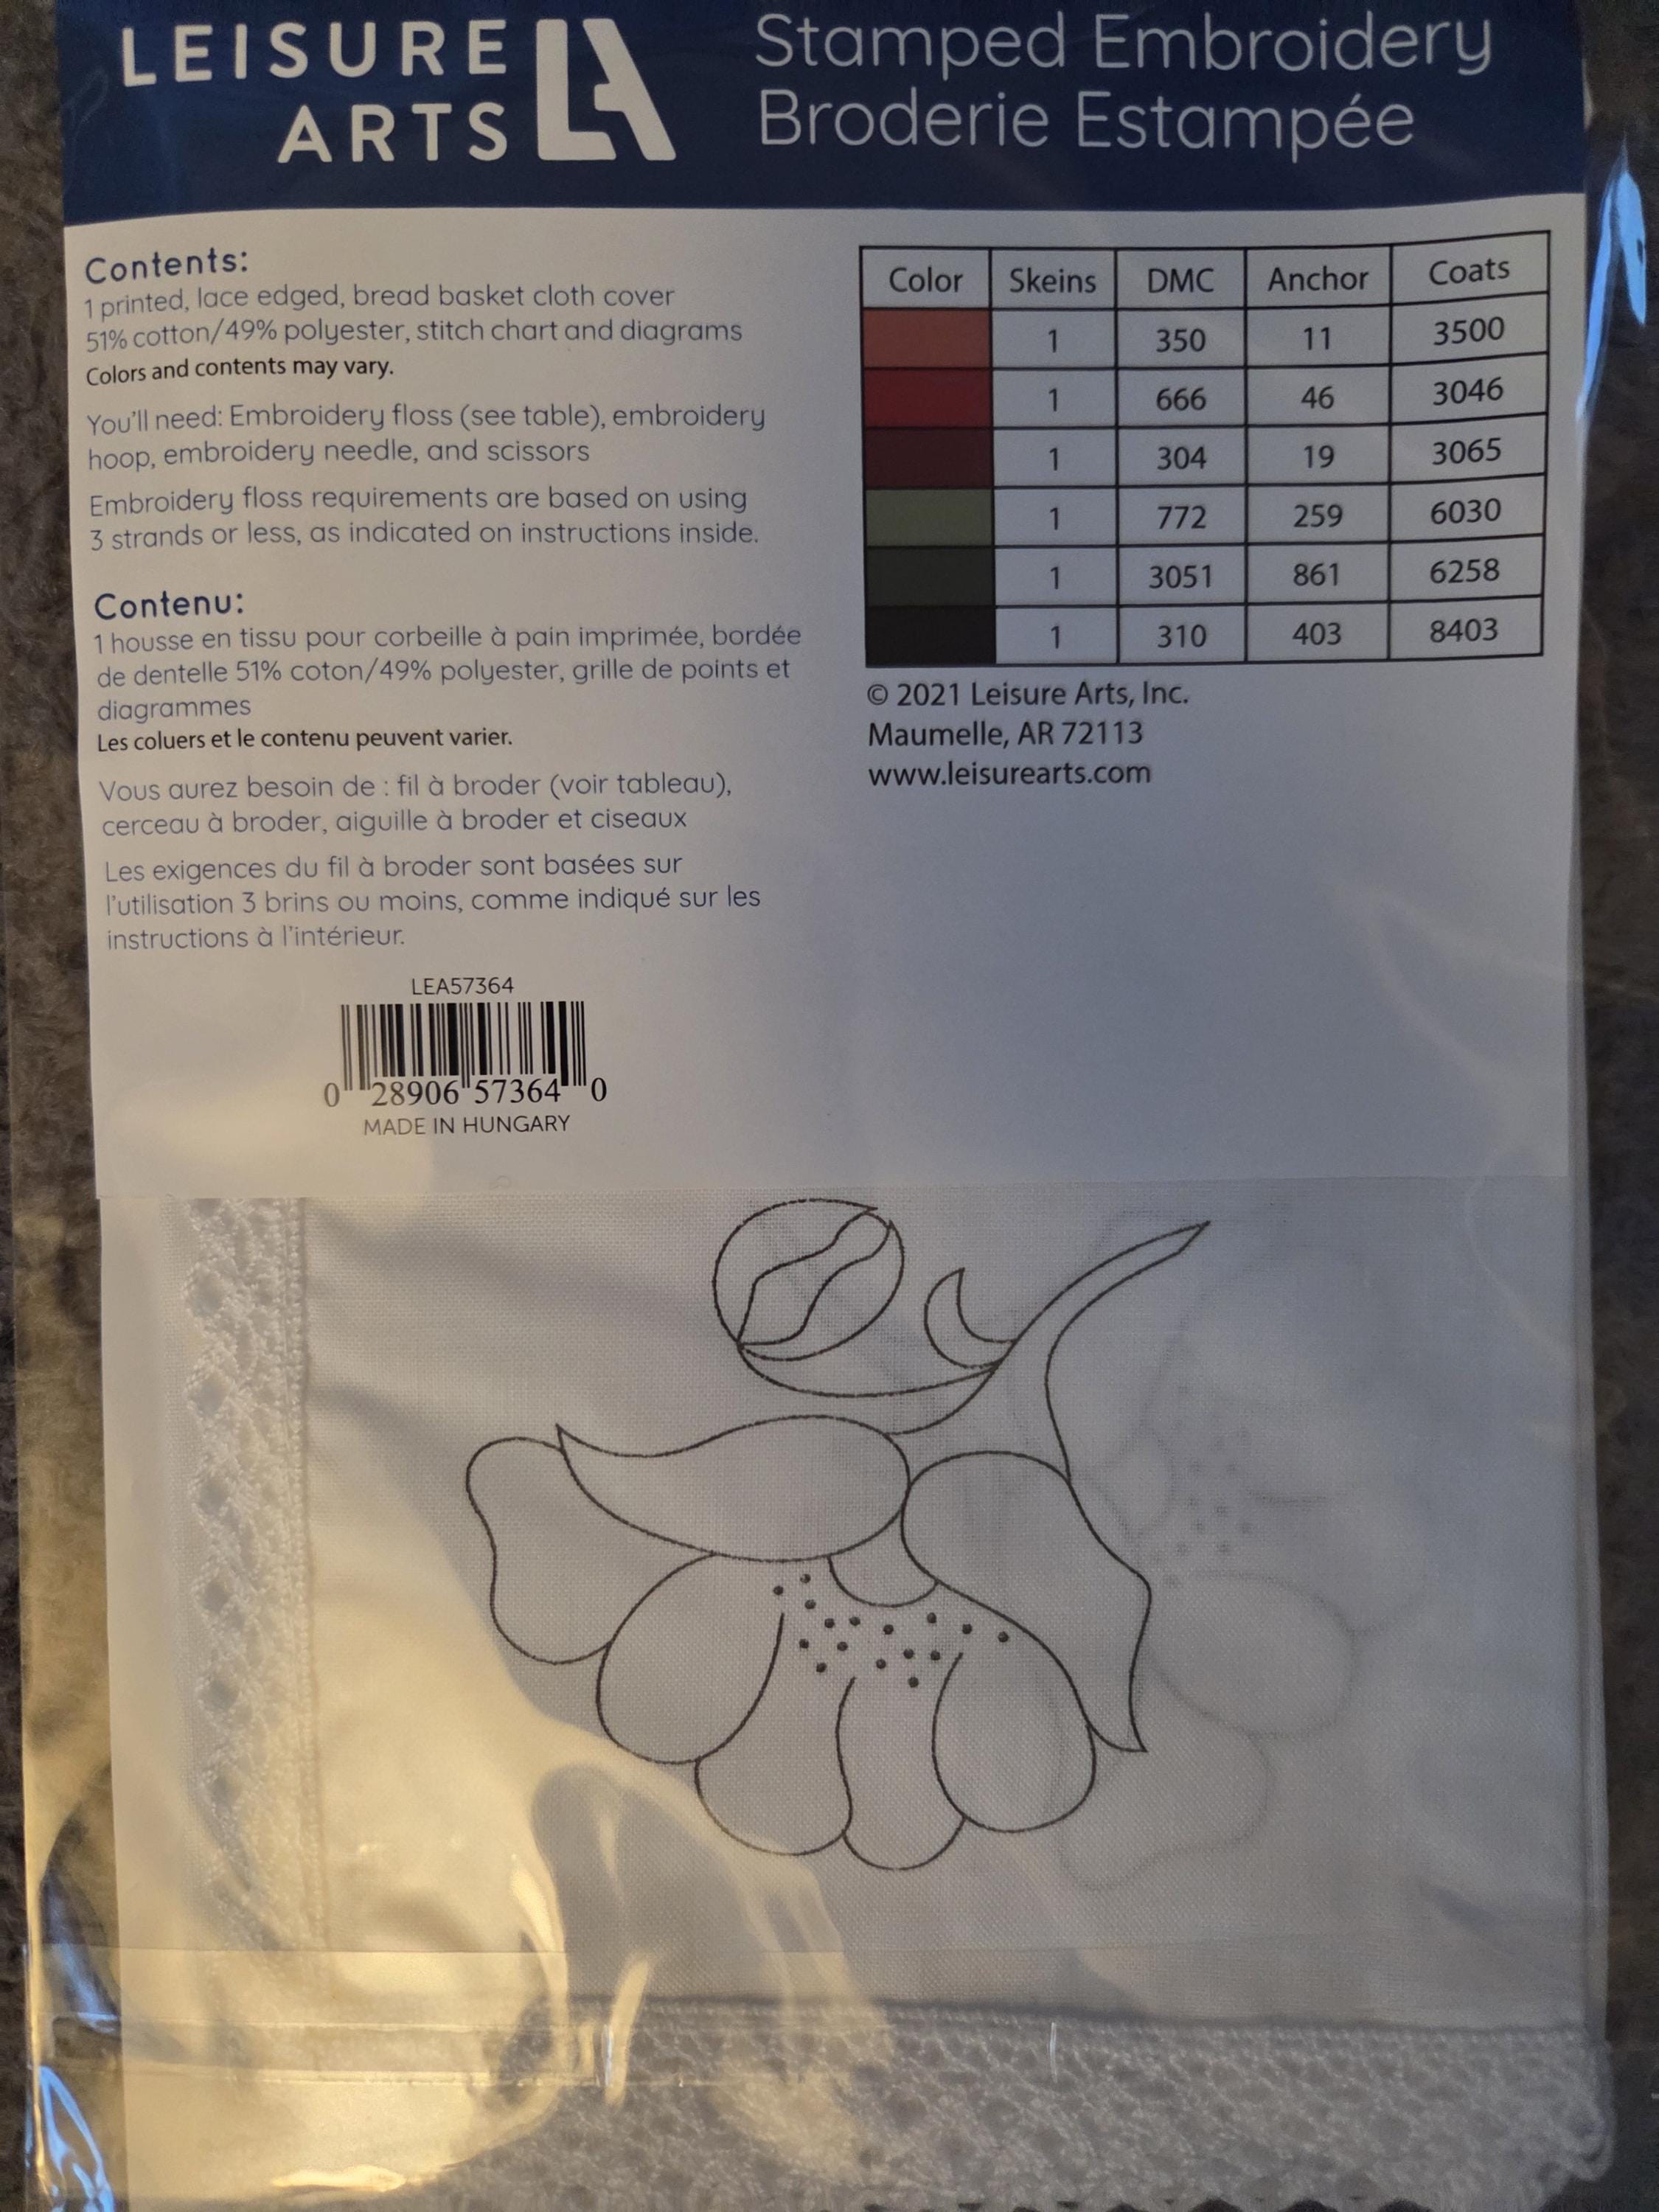 LEISURE
ARTS LA
Stamped Embroidery
Broderie Estampée
Contents:
1 printed, lace edged, bread basket cloth cover
51% cotton/49% polyester, stitch chart and diagrams
Colors and contents may vary.
You'll need: Embroidery floss (see table), embroidery
hoop, embroidery needle, and scissors
Embroidery floss requirements are based on using
3 strands or less, as indicated on instructions inside.
Contenu:
1 housse en tissu pour corbeille à pain imprimée, bordée
de dentelle 51% coton/49% polyester, grille de points et
diagrammes
Les coluers et le contenu peuvent varier.
Vous aurez besoin de : fil à broder (voir tableau),
cerceau à broder, aiguille à broder et ciseaux
Les exigences du fil à broder sont basées sur
l'utilisation 3 brins ou moins, comme indiqué sur les
instructions à l'intérieur.
LEA57364
0 28906 57364 0
MADE IN HUNGARY
Color Skeins DMC Anchor Coats
1 350 11 3500
1 666 46 3046
1 304 19 3065
1 772 259 6030
1 3051 861 6258
1 310 403 8403
© 2021 Leisure Arts, Inc.
Maumelle, AR 72113
www.leisurearts.com